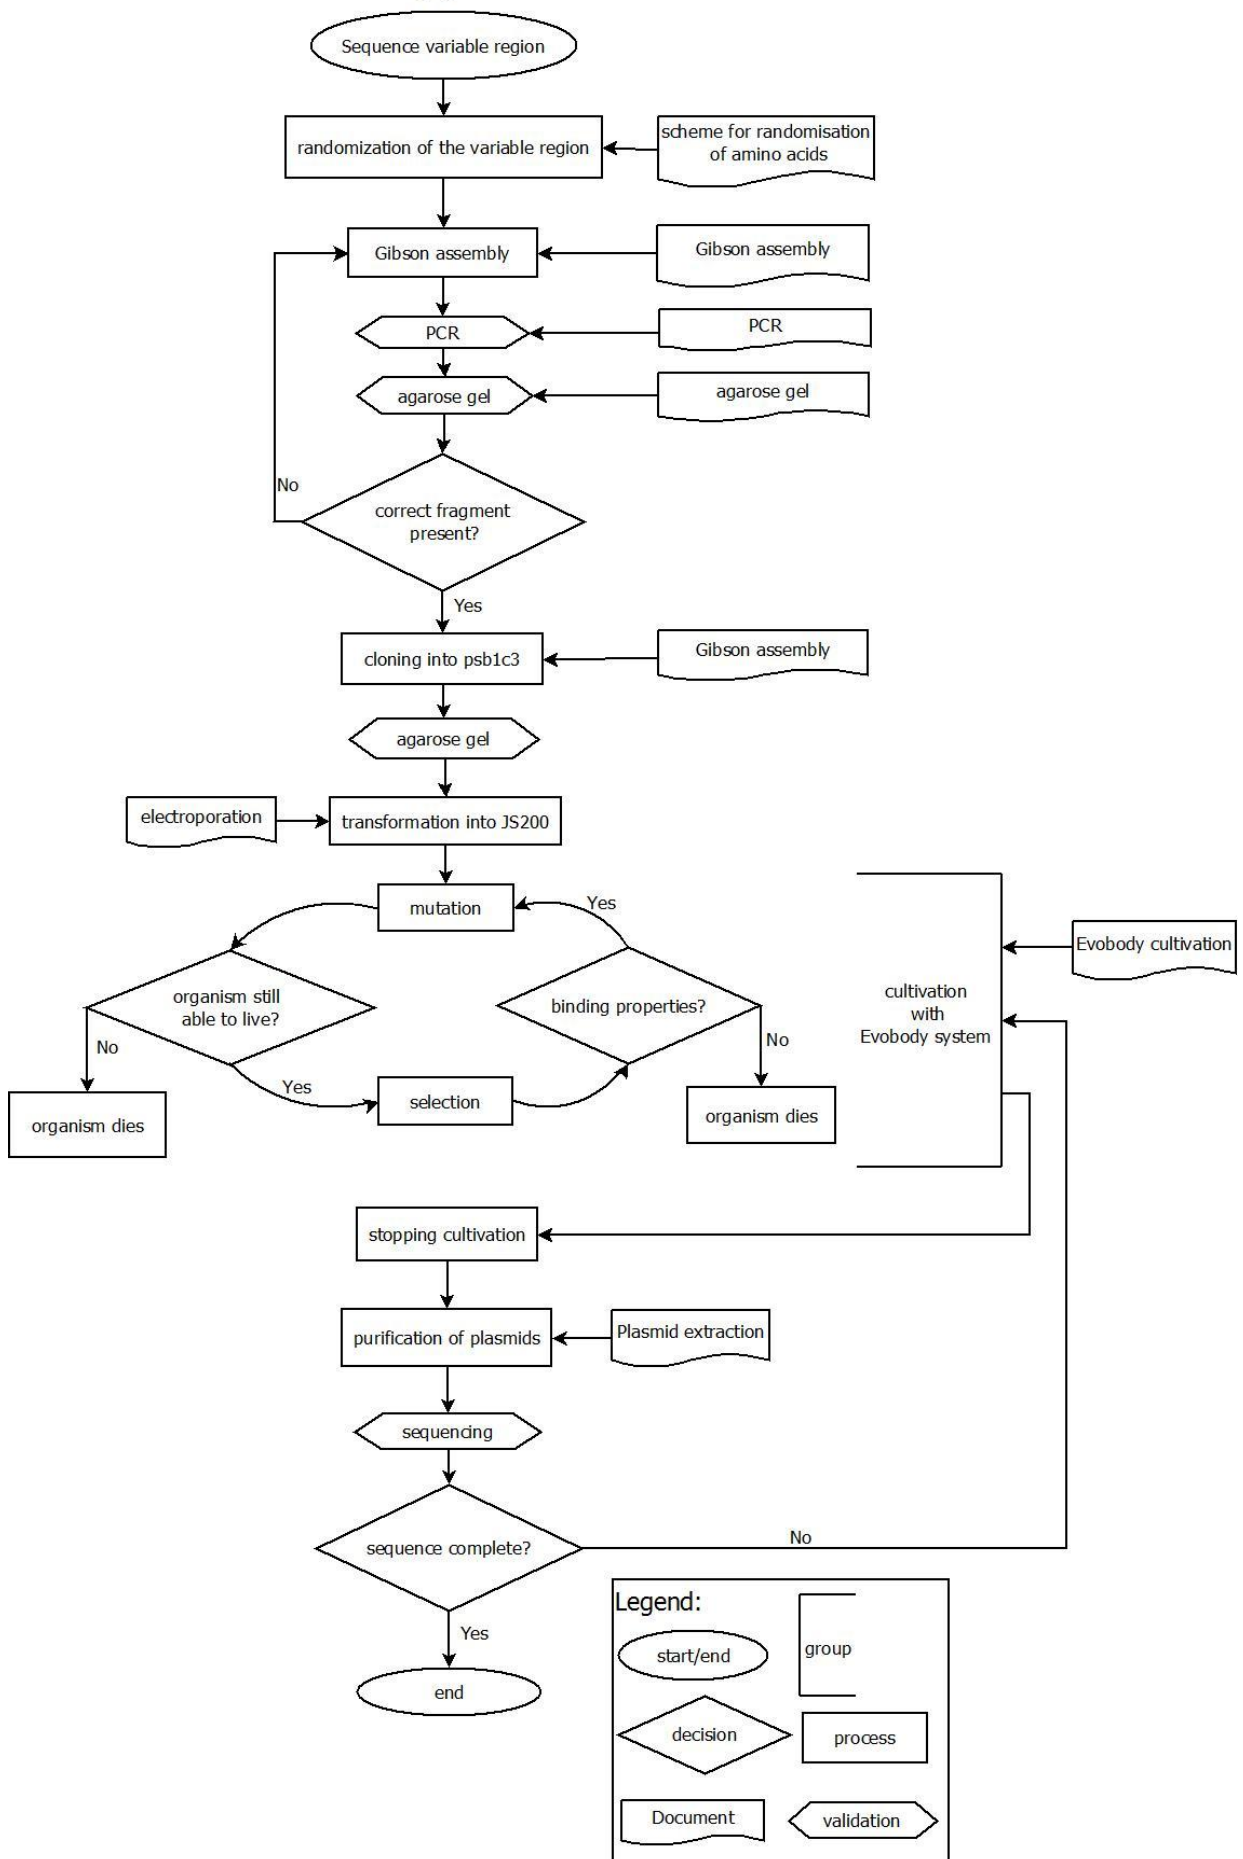 Sequence variable region
randomization of the variable region
scheme for randomisation
of amino acids
Gibson assembly
Gibson assembly
PCR
PCR
agarose gel
agarose gel
No
correct fragment
present?
Yes
cloning into psb1c3
Gibson assembly
agarose gel
electroporation
transformation into JS200
mutation
Yes
Evobody cultivation
organism still
able to live?
binding properties?
cultivation
with
Evobody system
No
No
Yes
selection
organism dies
organism dies
stopping cultivation
purification of plasmids
Plasmid extraction
sequencing
sequence complete?
No
Yes
end
Legend:
start/end
group
decision
process
Document
validation